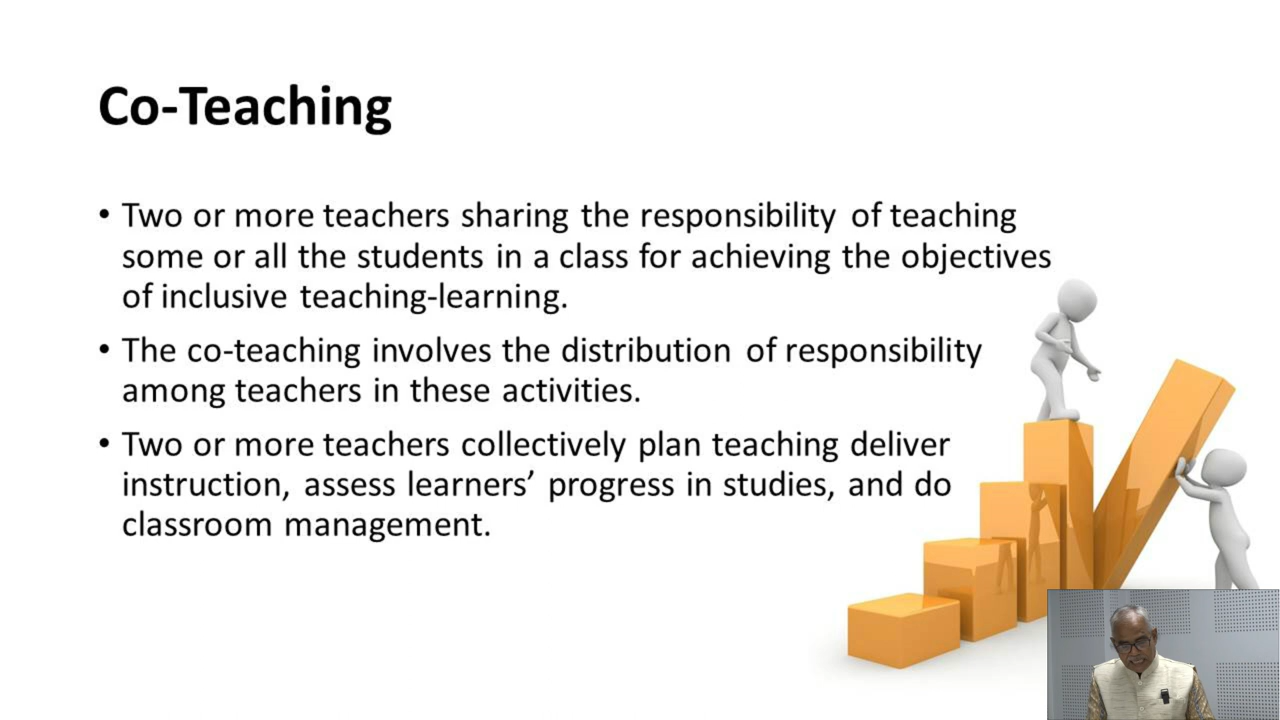 Co-Teaching
• Two or more teachers sharing the responsibility of teaching
some or all the students in a class for achieving the objectives
of inclusive teaching-learning.
• The co-teaching involves the distribution of responsibility
among teachers in these activities.
• Two or more teachers collectively plan teaching deliver
instruction, assess learners’ progress in studies, and do
classroom management.